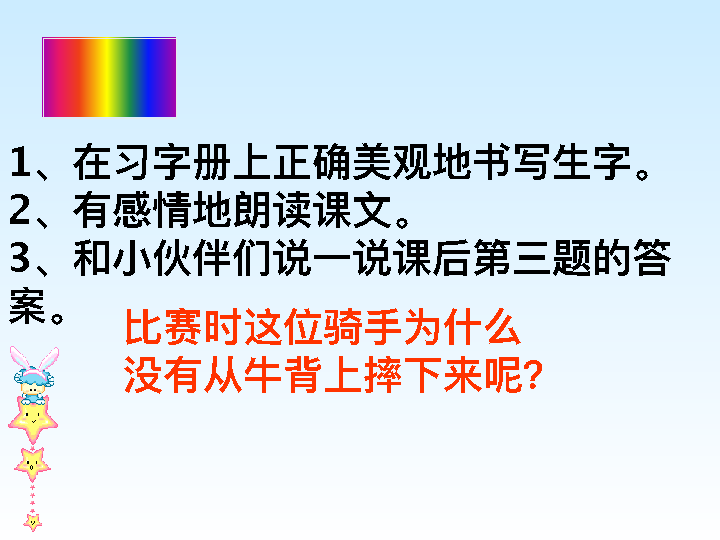 1、在习字册上正确美观地书写生字。
2、有感情地朗读课文。
3、和小伙伴们说一说课后第三题的答
案。
比赛时这位骑手为什么
没有从牛背上摔下来呢?